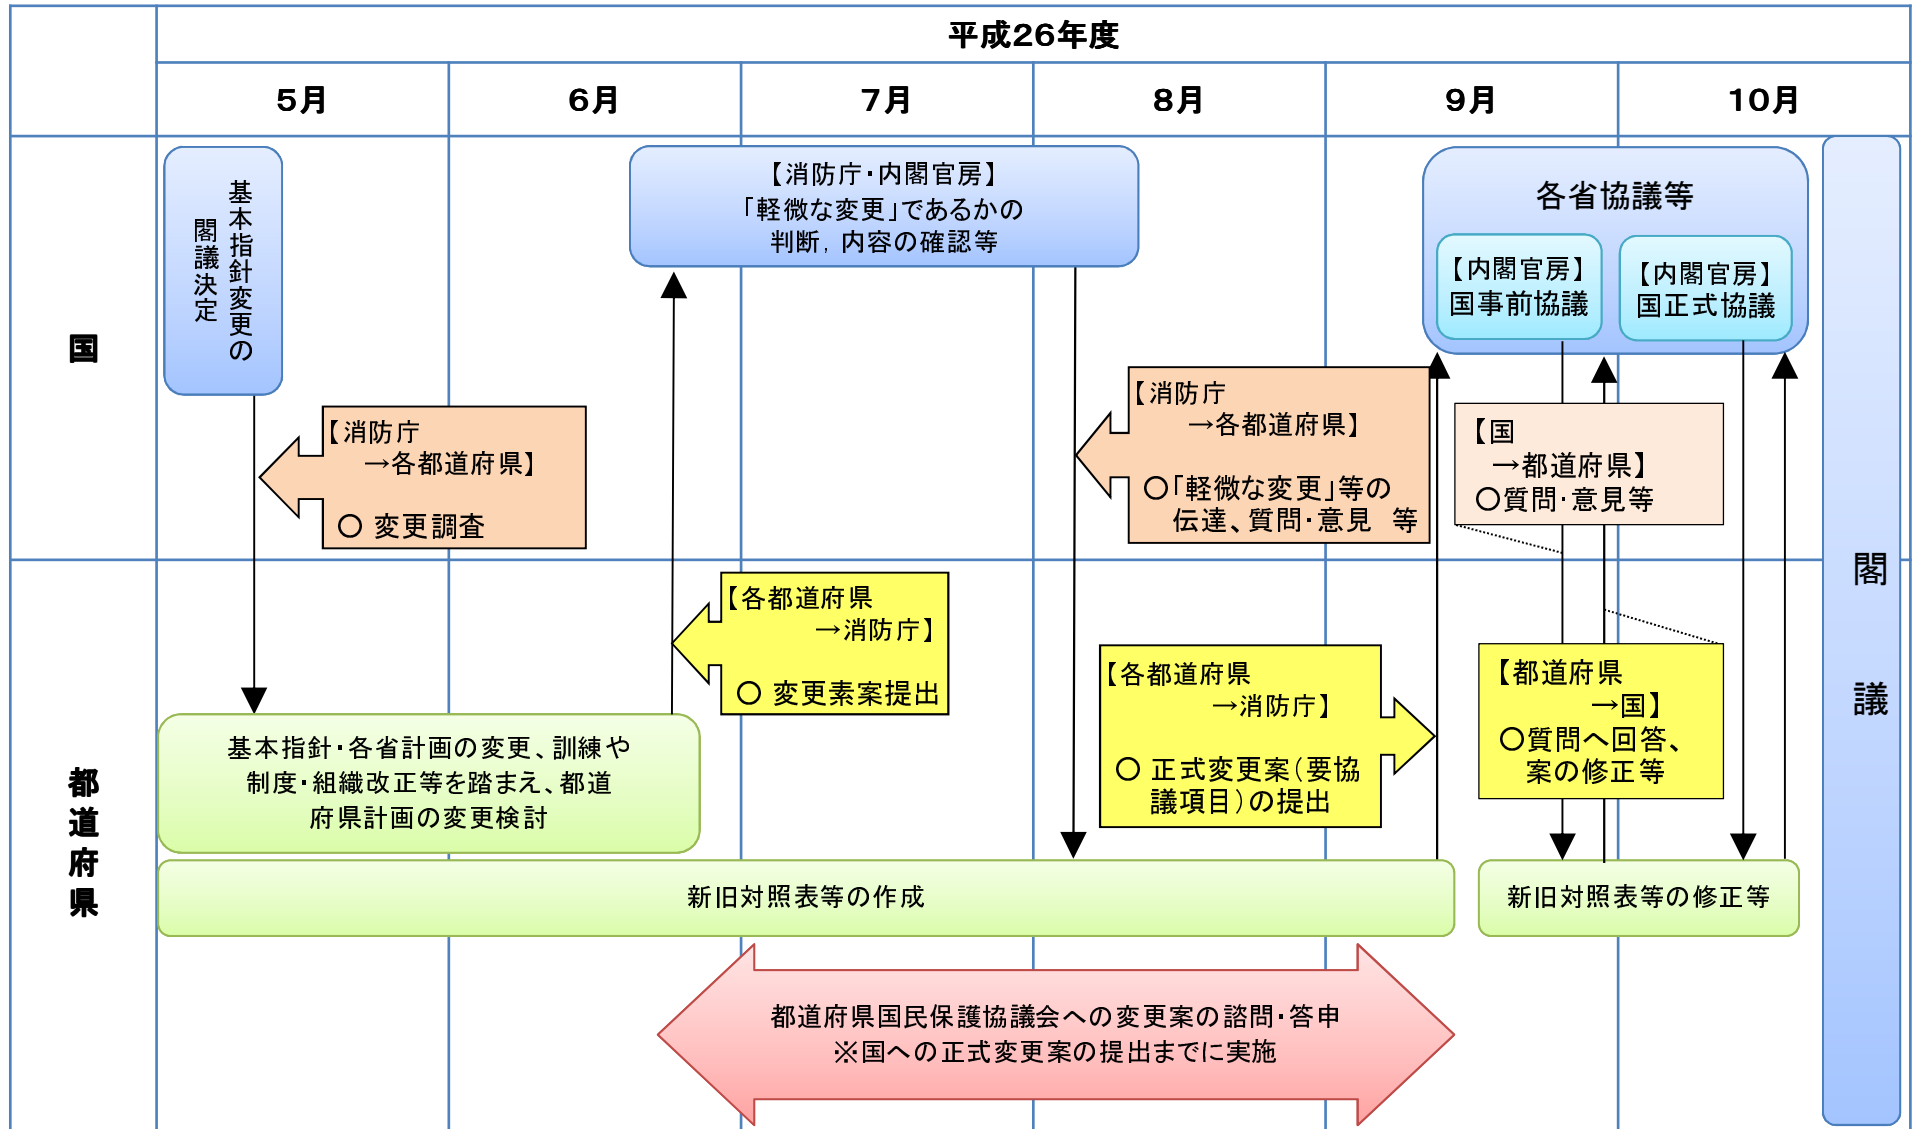 平成26年度
5月
6月
7月
8月
9月
10月
国
基本指針変更の
閣議決定
【消防庁・内閣官房】
「軽微な変更」であるかの
判断，内容の確認等
各省協議等
【内閣官房】
国事前協議
【内閣官房】
国正式協議
【消防庁
→各都道府県】
○ 変更調査
【消防庁
→各都道府県】
○「軽微な変更」等の
伝達、質問・意見　等
【国
→都道府県】
○質問・意見等
閣議
都道府県
【各都道府県
→消防庁】
○ 変更素案提出
【各都道府県
→消防庁】
○ 正式変更案（要協
議項目）の提出
【都道府県
→国】
○質問へ回答、
案の修正等
基本指針・各省計画の変更、訓練や
制度・組織改正等を踏まえ、都道
府県計画の変更検討
新旧対照表等の作成
新旧対照表等の修正等
都道府県国民保護協議会への変更案の諮問・答申
※国への正式変更案の提出までに実施